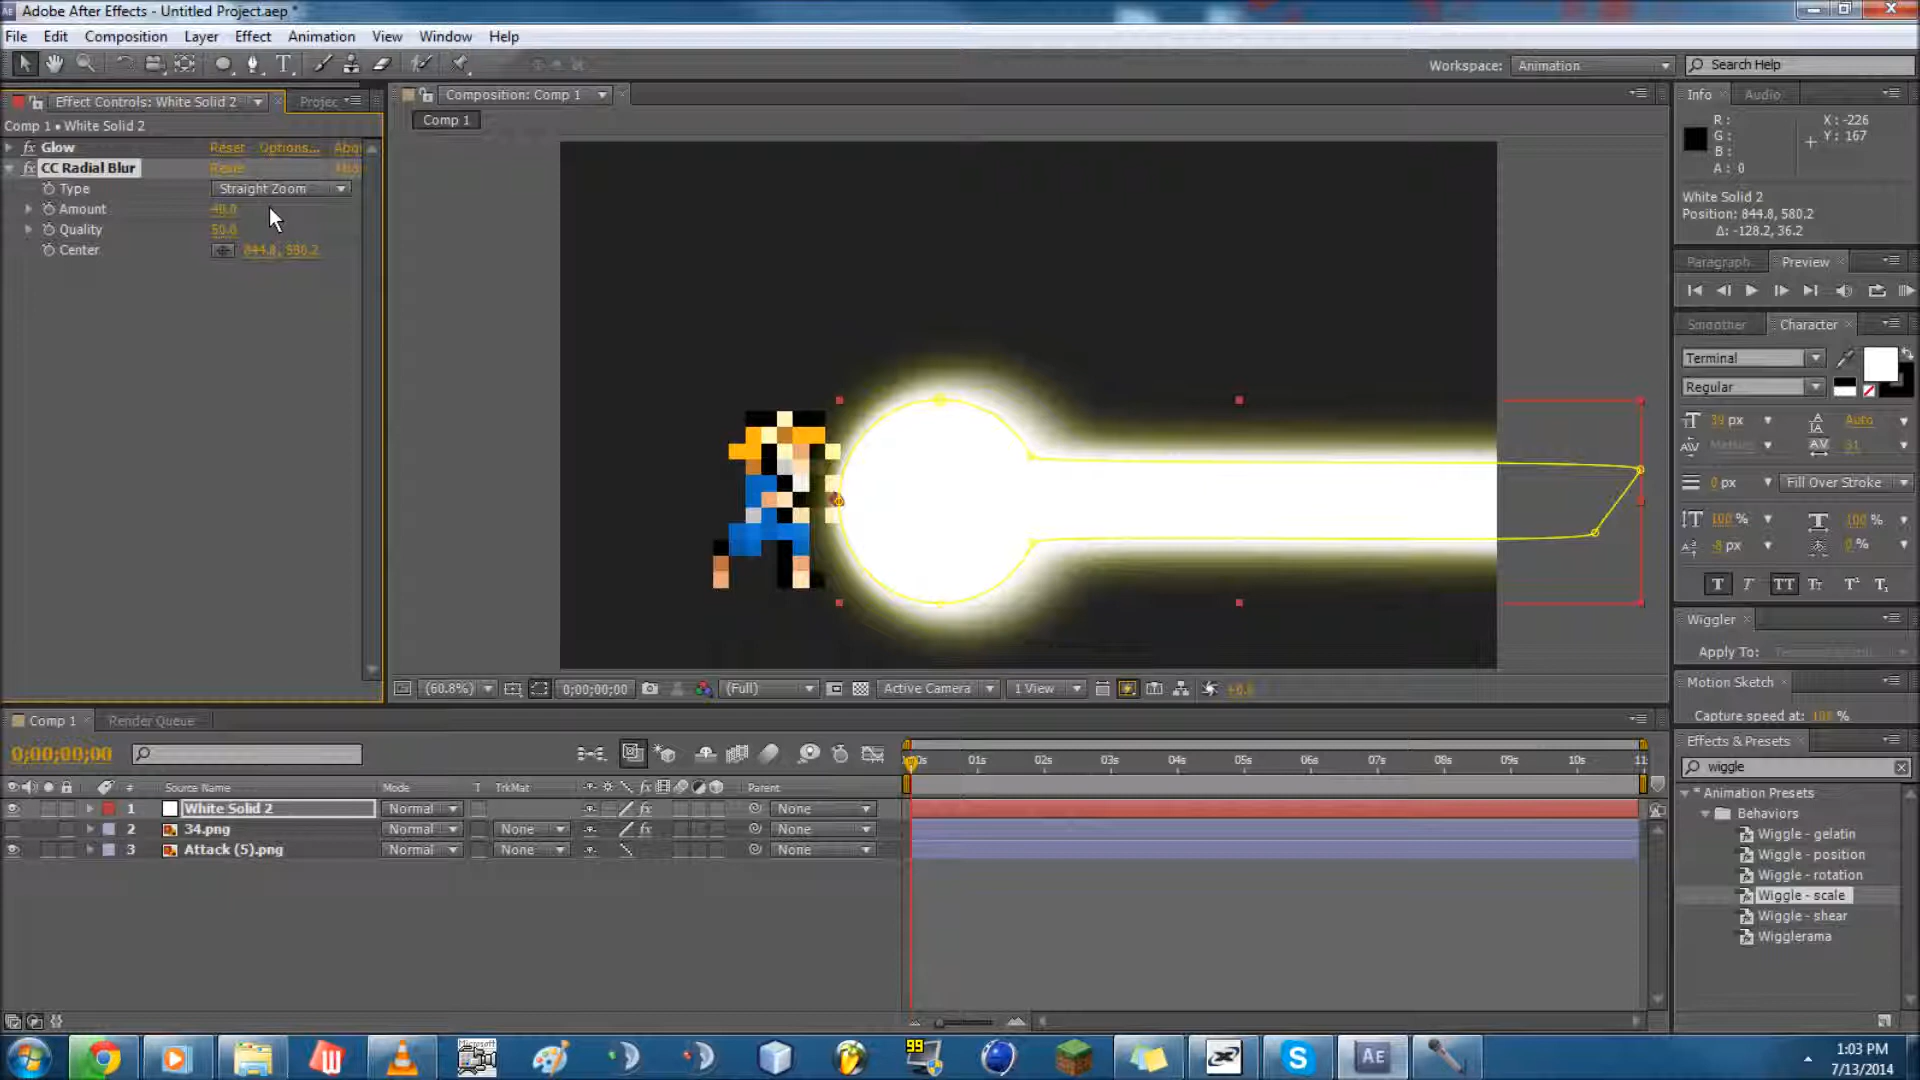 Adobe After Effects - Untitled Project.aep *
File Edit Composition Layer Effect Animation View Window Help
Workspace: Animation Search Help
Effect Controls: White Solid 2 Projec
Composition: Comp 1
Info Audio
Comp 1 • White Solid 2
Comp 1
Glow Reset Options...
CC Radial Blur Reset
Type Straight Zoom
Amount 40.0
Quality 50.0
Center 844.8, 580.2
R :
G :
B :
A : 0
X : -226
Y : 167
White Solid 2
Position: 844.8, 580.2
Δ: -128.2, 36.2
Paragraph Preview
Smoother Character
Terminal
Regular
39 px Auto
Metrics 31
0 px Fill Over Stroke
100 % 100 %
-8 px 0 %
T T TT Tr T¹ T,
Wiggler
Apply To:
Motion Sketch
Capture speed at: 100 %
Effects & Presets
wiggle
* Animation Presets
Behaviors
Wiggle - gelatin
Wiggle - position
Wiggle - rotation
Wiggle - scale
Wiggle - shear
Wigglerama
(60.8%) 0;00;00;00 (Full) Active Camera 1 View +0.0
Comp 1 Render Queue
0;00;00;00
01s 02s 03s 04s 05s 06s 07s 08s 09s 10s 11
# Source Name Mode T TrkMat Parent
1 White Solid 2 Normal None
2 34.png Normal None None
3 Attack (5).png Normal None None
99
1:03 PM
7/13/2014